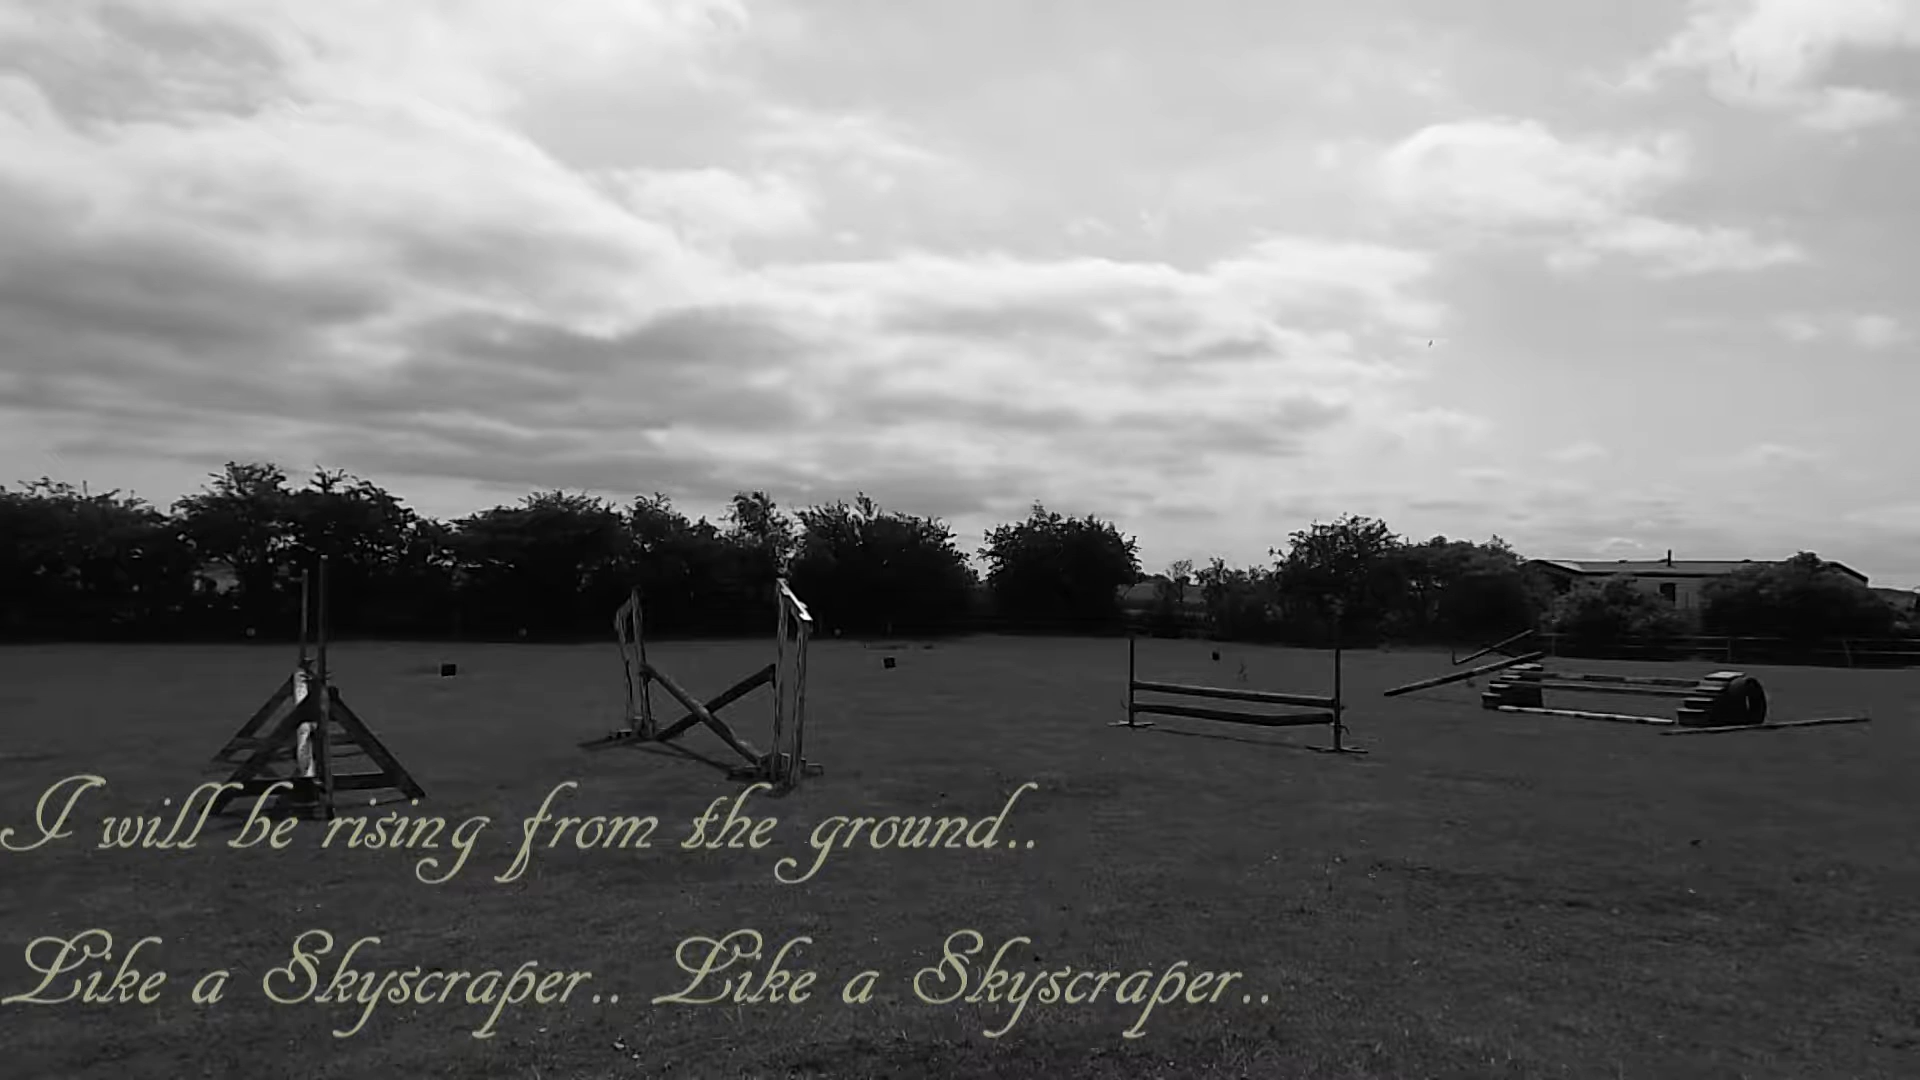 I will be rising from the ground..
Like a Skyscraper.. Like a Skyscraper..